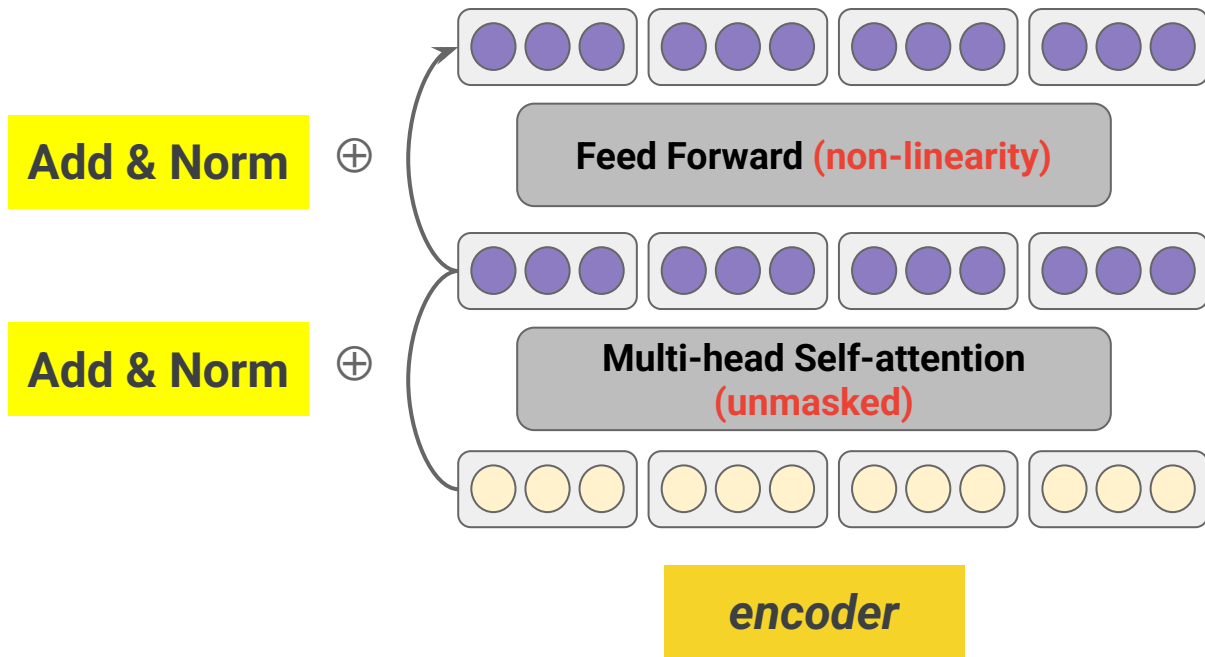 Add & Norm ⊕ Feed Forward (non-linearity)
Add & Norm ⊕ Multi-head Self-attention
(unmasked)
encoder